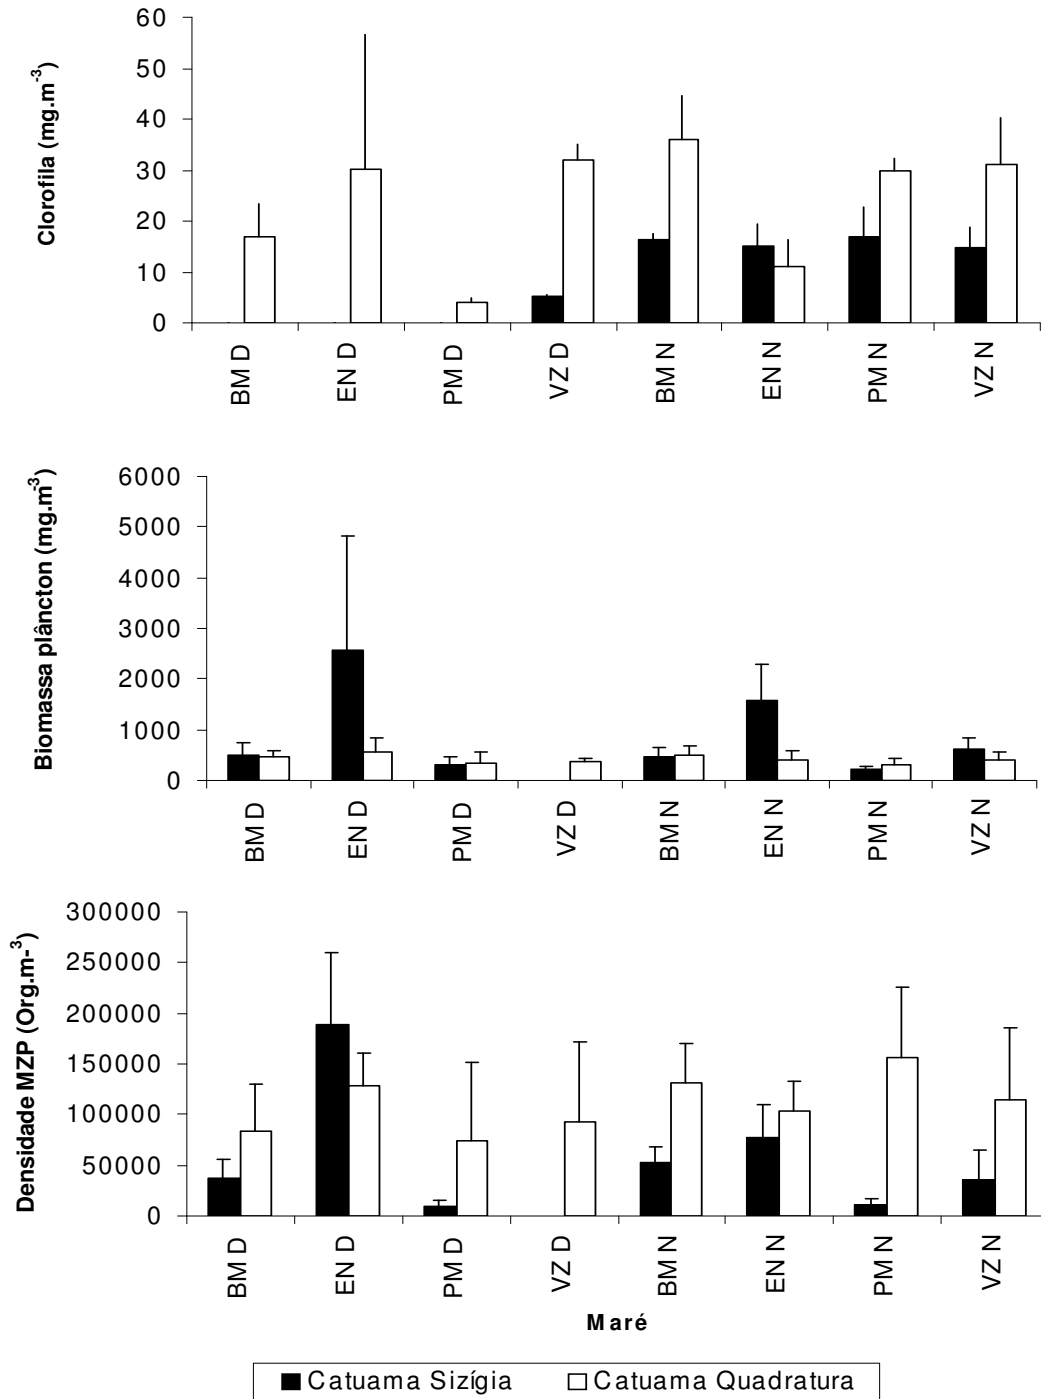 Clorofila (mg.m-3)
60
50
40
30
20
10
0
BM D
EN D
PM D
VZ D
BM N
EN N
PM N
VZ N
Biomassa plâncton (mg.m-3)
6000
5000
4000
3000
2000
1000
0
BM D
EN D
PM D
VZ D
BM N
EN N
PM N
VZ N
Densidade MZP (Org.m-3)
300000
250000
200000
150000
100000
50000
0
BM D
EN D
PM D
VZ D
BM N
EN N
PM N
VZ N
Maré
Catuama Sizígia Catuama Quadratura